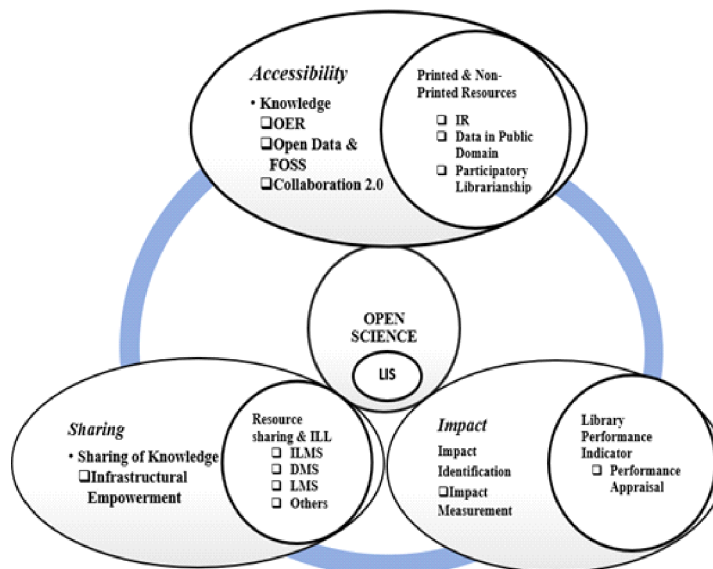 Accessibility
• Knowledge
❑OER
❑Open Data &
FOSS
❑Collaboration 2.0
Printed & Non-
Printed Resources
❑ IR
❑ Data in Public
Domain
❑ Participatory
Librarianship
OPEN
SCIENCE
LIS
Sharing
• Sharing of Knowledge
❑Infrastructural
Empowerment
Resource
sharing & ILL
❑ ILMS
❑ DMS
❑ LMS
❑ Others
Impact
Impact
Identification
❑Impact
Measurement
Library
Performance
Indicator
❑ Performance
Appraisal